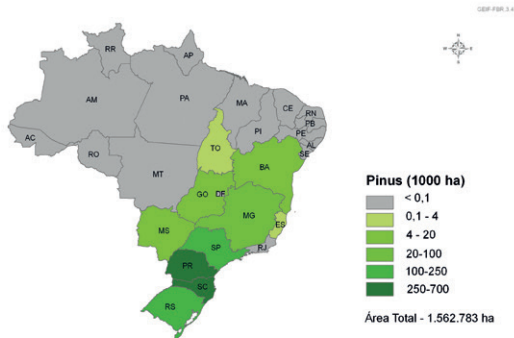 RR
AP
AM
PA
MA
CE
RN
PB
PE
AL
SE
PI
AC
RO
TO
MT
BA
GO
DF
MG
ES
MS
SP
RJ
PR
SC
RS
N
Pinus (1000 ha)
< 0,1
0,1 - 4
4 - 20
20-100
100-250
250-700
Área Total - 1.562.783 ha